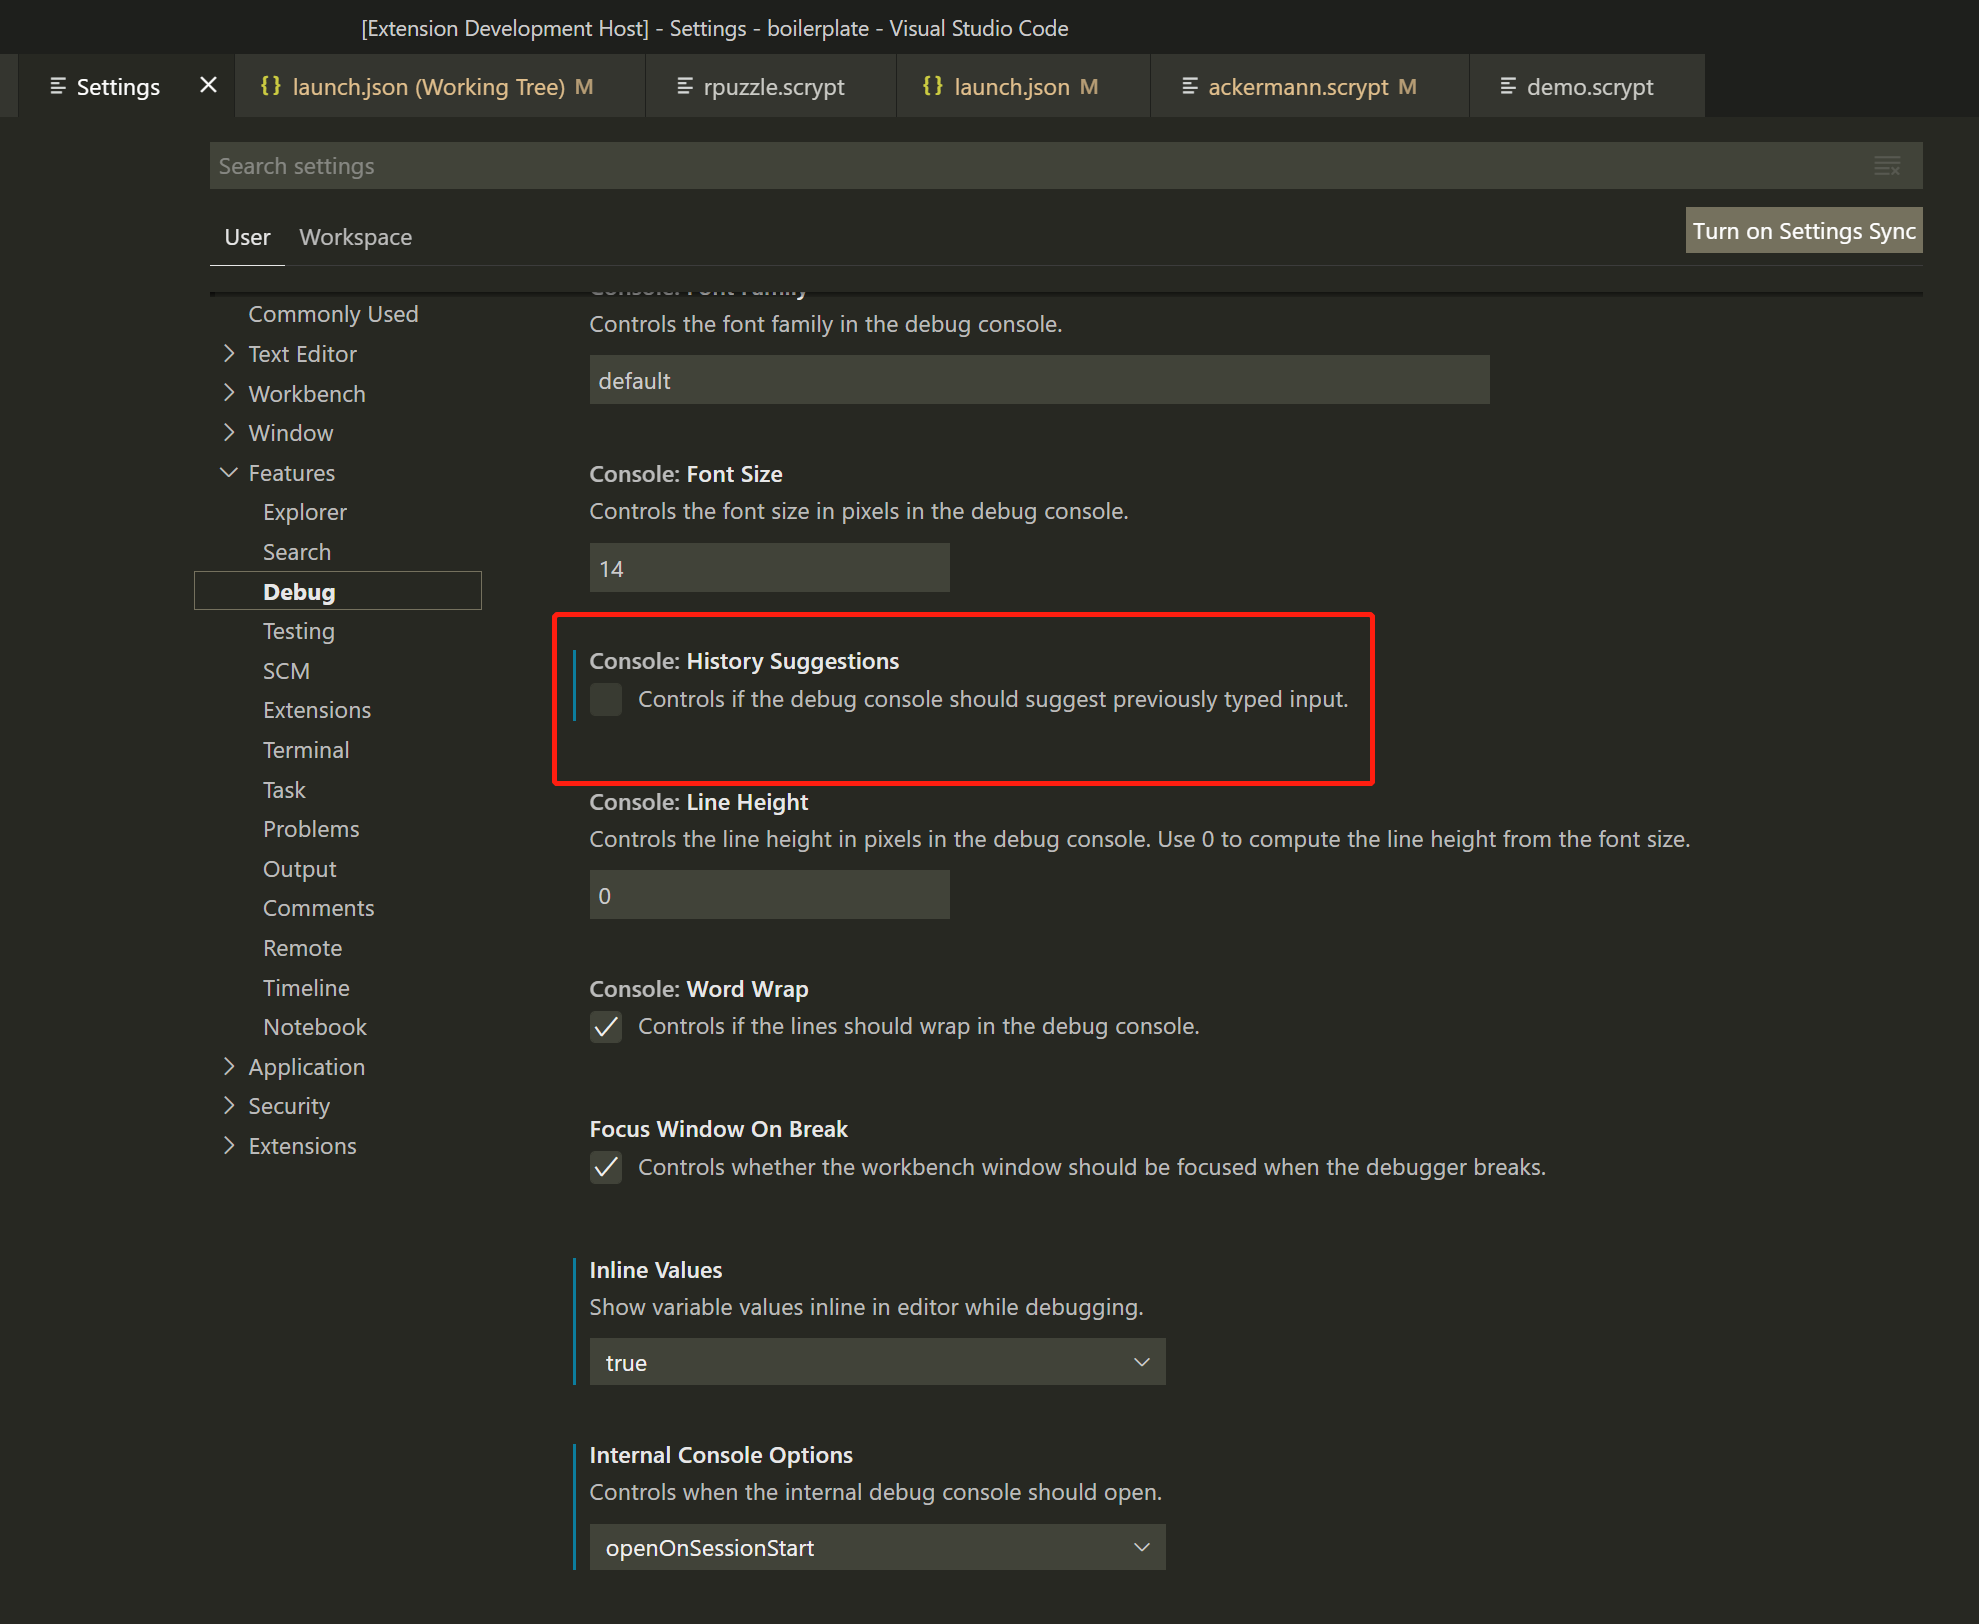 [Extension Development Host] - Settings - boilerplate - Visual Studio Code
Settings
{} launch.json (Working Tree) M
rpuzzle.scrypt
{} launch.json M
ackermann.scrypt M
demo.scrypt
Search settings
User
Workspace
Turn on Settings Sync
Commonly Used
Text Editor
Workbench
Window
Features
Explorer
Search
Debug
Testing
SCM
Extensions
Terminal
Task
Problems
Output
Comments
Remote
Timeline
Notebook
Application
Security
Extensions
Console: Font Family
Controls the font family in the debug console.
default
Console: Font Size
Controls the font size in pixels in the debug console.
14
Console: History Suggestions
Controls if the debug console should suggest previously typed input.
Console: Line Height
Controls the line height in pixels in the debug console. Use 0 to compute the line height from the font size.
0
Console: Word Wrap
Controls if the lines should wrap in the debug console.
Focus Window On Break
Controls whether the workbench window should be focused when the debugger breaks.
Inline Values
Show variable values inline in editor while debugging.
true
Internal Console Options
Controls when the internal debug console should open.
openOnSessionStart